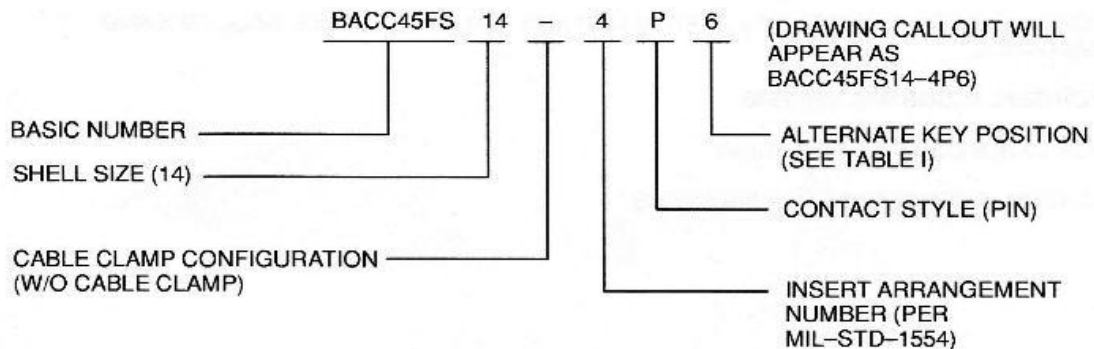 BACC45FS 14 – 4 P 6
(DRAWING CALLOUT WILL
APPEAR AS
BACC45FS14–4P6)
BASIC NUMBER
ALTERNATE KEY POSITION
(SEE TABLE I)
SHELL SIZE (14)
CONTACT STYLE (PIN)
CABLE CLAMP CONFIGURATION
(W/O CABLE CLAMP)
INSERT ARRANGEMENT
NUMBER (PER
MIL–STD–1554)